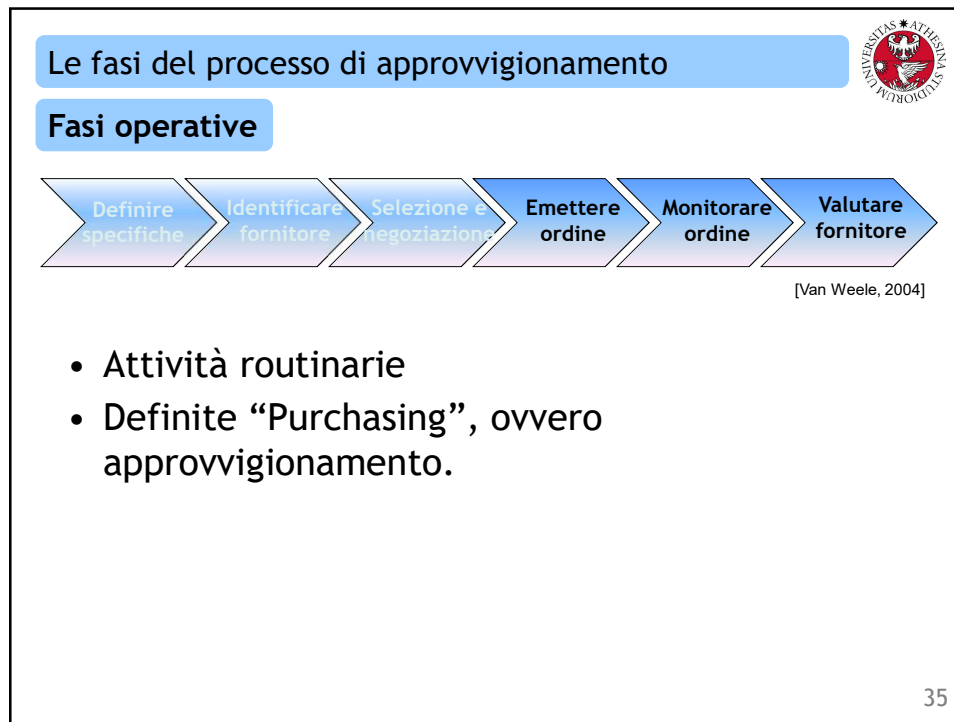 Le fasi del processo di approvvigionamento
Fasi operative
Definire
specifiche
Identificare
fornitore
Selezione e
negoziazione
Emettere
ordine
Monitorare
ordine
Valutare
fornitore
[Van Weele, 2004]
• Attività routinarie
• Definite “Purchasing”, ovvero
approvvigionamento.
35